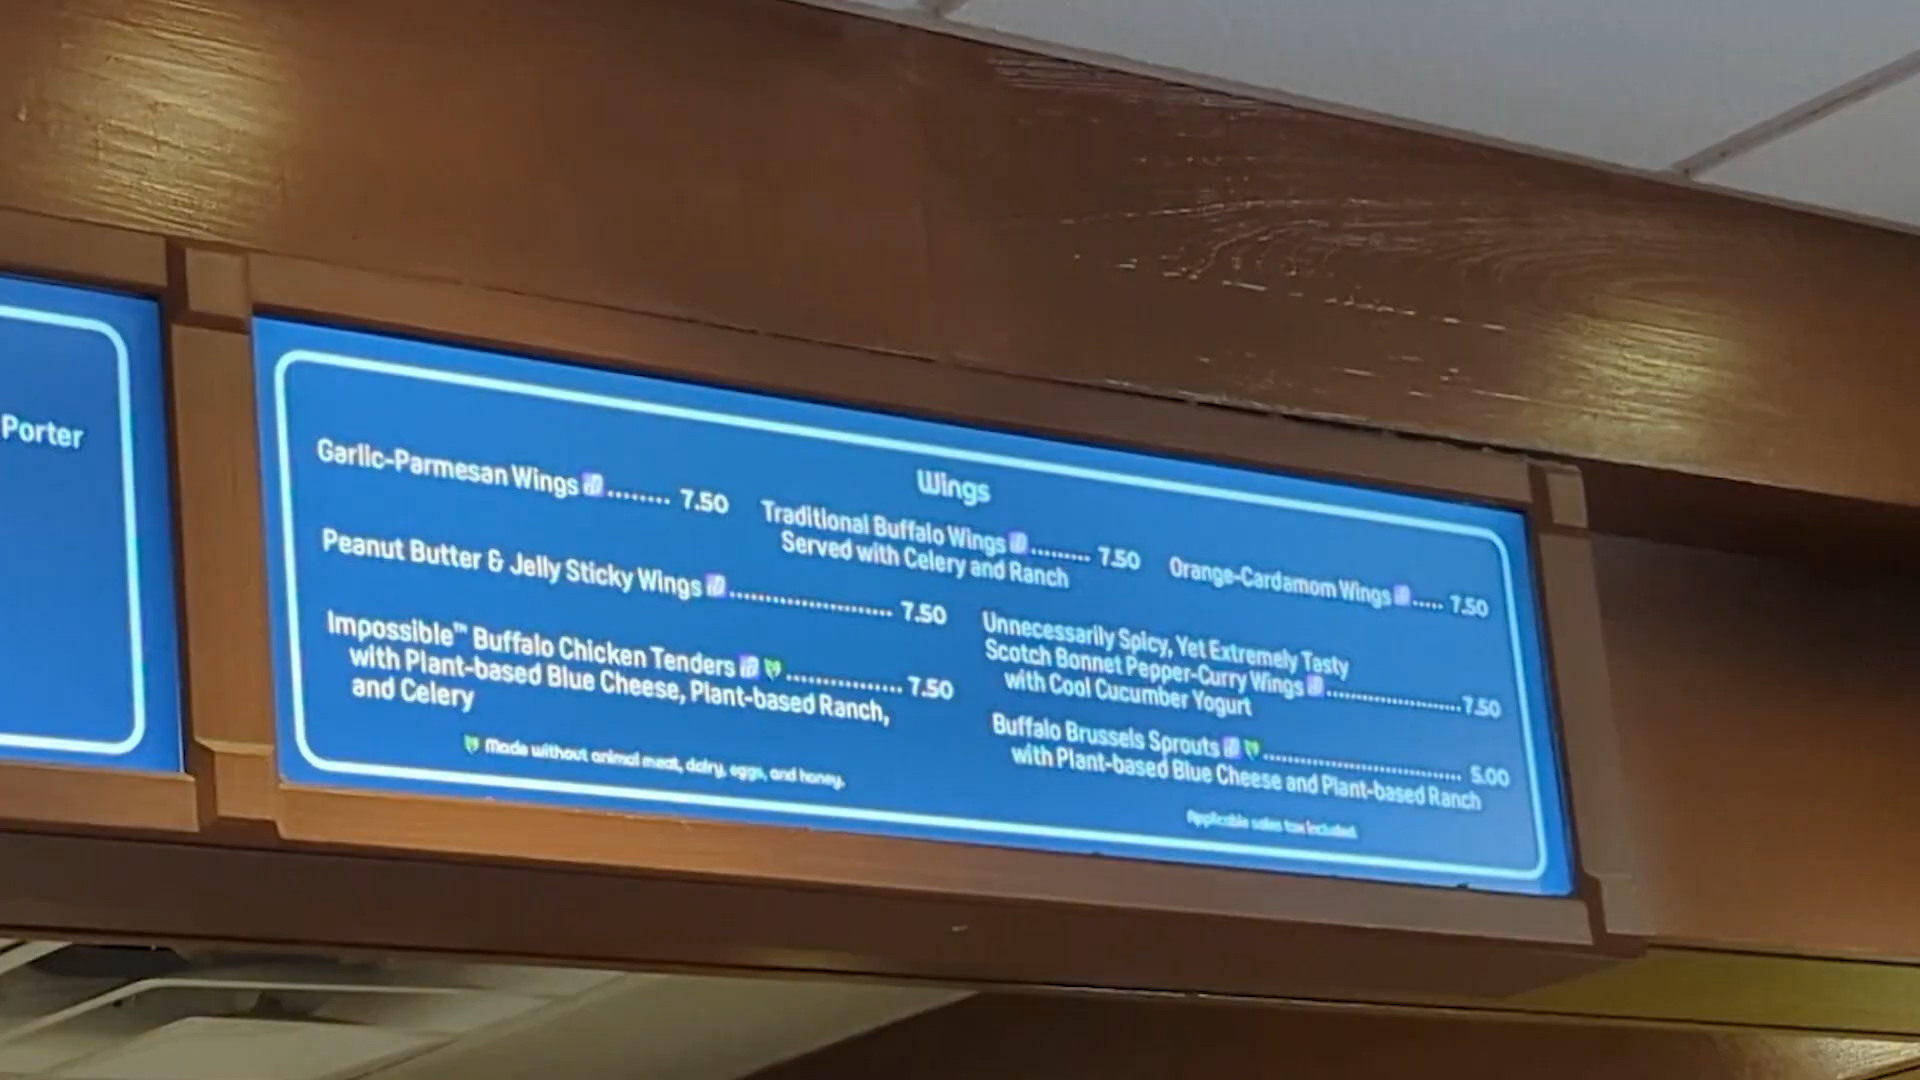 Porter
Wings
Garlic-Parmesan Wings ........ 7.50
Traditional Buffalo Wings ......... 7.50
Served with Celery and Ranch
Orange-Cardamom Wings ..... 7.50
Peanut Butter & Jelly Sticky Wings ....................... 7.50
Unnecessarily Spicy, Yet Extremely Tasty
Scotch Bonnet Pepper-Curry Wings ................... 7.50
with Cool Cucumber Yogurt
Impossible™ Buffalo Chicken Tenders ................ 7.50
with Plant-based Blue Cheese, Plant-based Ranch,
and Celery
Buffalo Brussels Sprouts ............................ 5.00
with Plant-based Blue Cheese and Plant-based Ranch
Made without animal meat, dairy, eggs, and honey.
Applicable sales tax included.